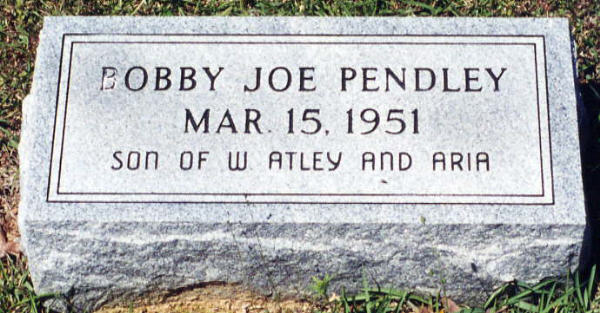 BOBBY JOE PENDLEY
MAR. 15, 1951
SON OF W ATLEY AND ARIA